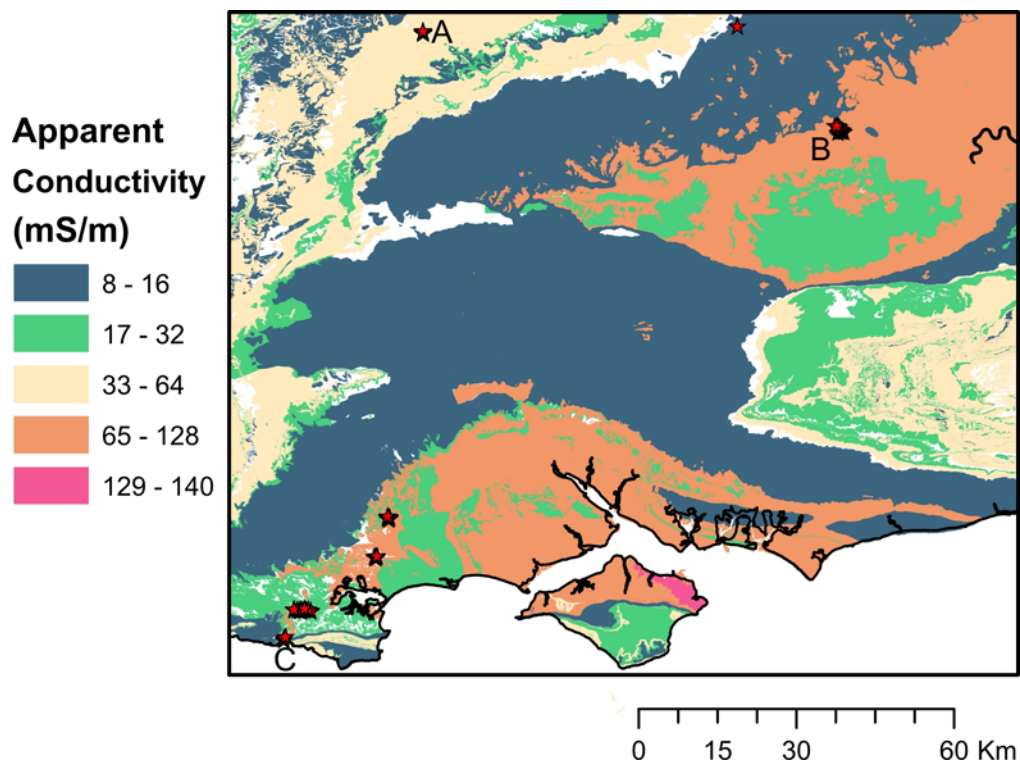 Apparent
Conductivity
(mS/m)
8 - 16
17 - 32
33 - 64
65 - 128
129 - 140
A
B
C
0 15 30 60 Km